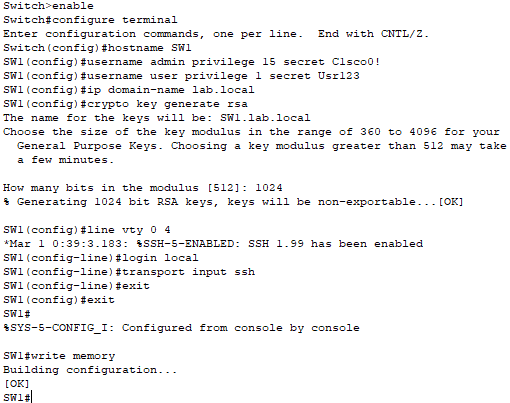 Switch>enable
Switch#configure terminal
Enter configuration commands, one per line.  End with CNTL/Z.
Switch(config)#hostname SW1
SW1(config)#username admin privilege 15 secret C1sco0!
SW1(config)#username user privilege 1 secret Usr123
SW1(config)#ip domain-name lab.local
SW1(config)#crypto key generate rsa
The name for the keys will be: SW1.lab.local
Choose the size of the key modulus in the range of 360 to 4096 for your
  General Purpose Keys. Choosing a key modulus greater than 512 may take
  a few minutes.

How many bits in the modulus [512]: 1024
% Generating 1024 bit RSA keys, keys will be non-exportable...[OK]

SW1(config)#line vty 0 4
*Mar 1 0:39:3.183: %SSH-5-ENABLED: SSH 1.99 has been enabled
SW1(config-line)#login local
SW1(config-line)#transport input ssh
SW1(config-line)#exit
SW1(config)#exit
SW1#
%SYS-5-CONFIG_I: Configured from console by console

SW1#write memory
Building configuration...
[OK]
SW1#